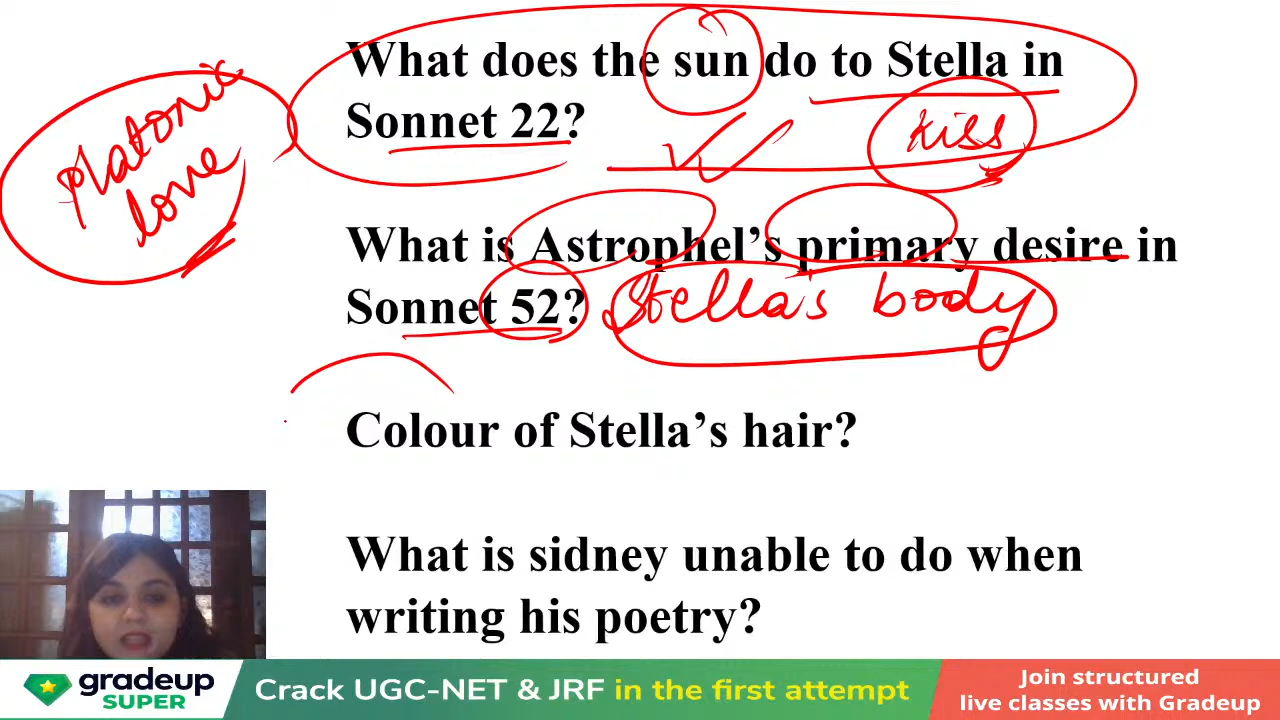 What does the sun do to Stella in
Sonnet 22?
kiss
Platonic
love
What is Astrophel's primary desire in
Sonnet 52? Stella's body
Colour of Stella's hair?
What is sidney unable to do when
writing his poetry?
gradeup
SUPER
Crack UGC-NET & JRF in the first attempt
Join structured
live classes with Gradeup